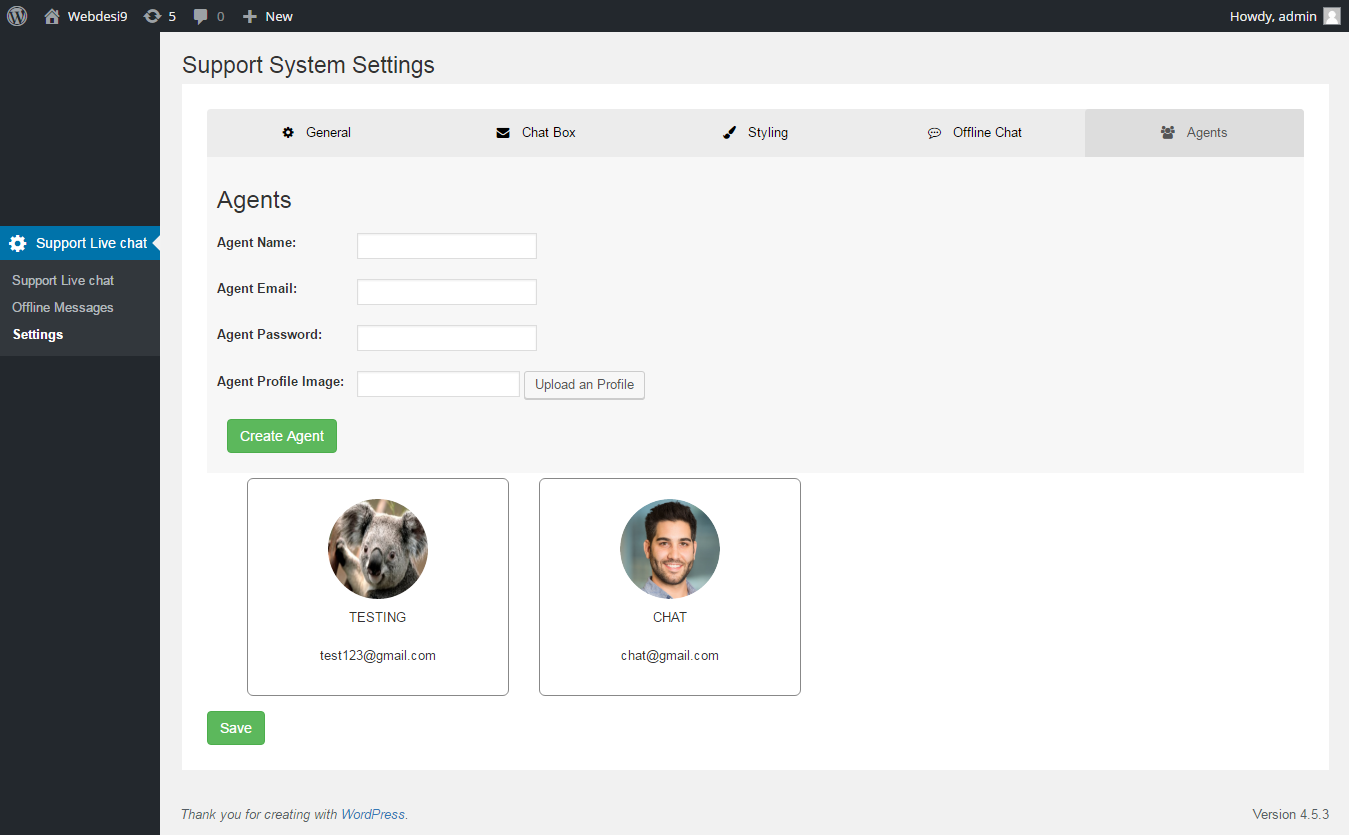 Webdesi9 5 0 New Howdy, admin
Support System Settings
General Chat Box Styling Offline Chat Agents
Support Live chat
Support Live chat
Offline Messages
Settings
Agents
Agent Name:
Agent Email:
Agent Password:
Agent Profile Image: Upload an Profile
Create Agent
TESTING
test123@gmail.com
CHAT
chat@gmail.com
Save
Thank you for creating with WordPress. Version 4.5.3